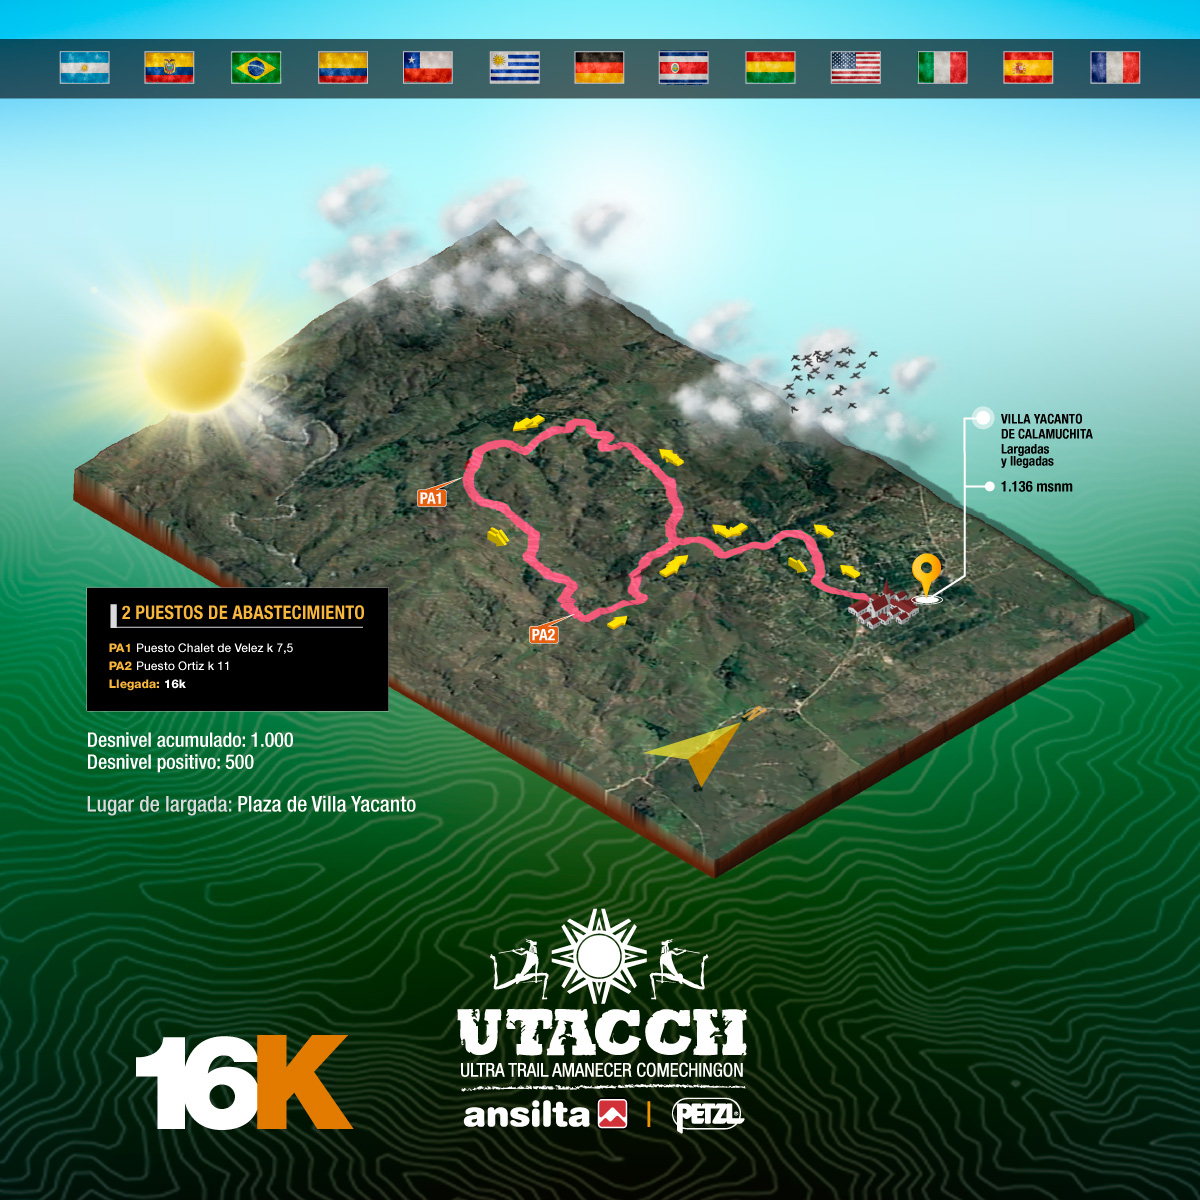 VILLA YACANTO
DE CALAMUCHITA
Largadas
y llegadas
1.136 msnm
PA1
PA2
2 PUESTOS DE ABASTECIMIENTO
PA1 Puesto Chalet de Velez k 7,5
PA2 Puesto Ortiz k 11
Llegada: 16k
Desnivel acumulado: 1.000
Desnivel positivo: 500
Lugar de largada: Plaza de Villa Yacanto
16K
UTACCH
ULTRA TRAIL AMANECER COMECHINGON
ansilta | PETZL